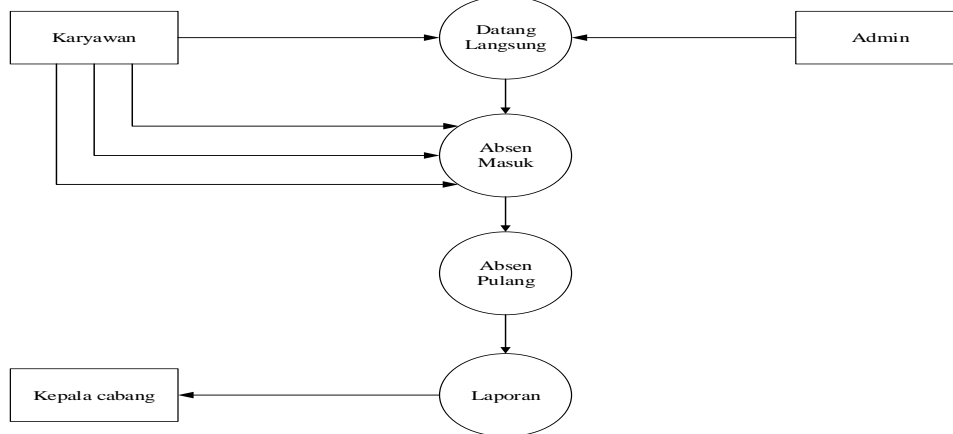 Karyawan
Datang
Langsung
Admin
Absen
Masuk
Absen
Pulang
Kepala cabang
Laporan